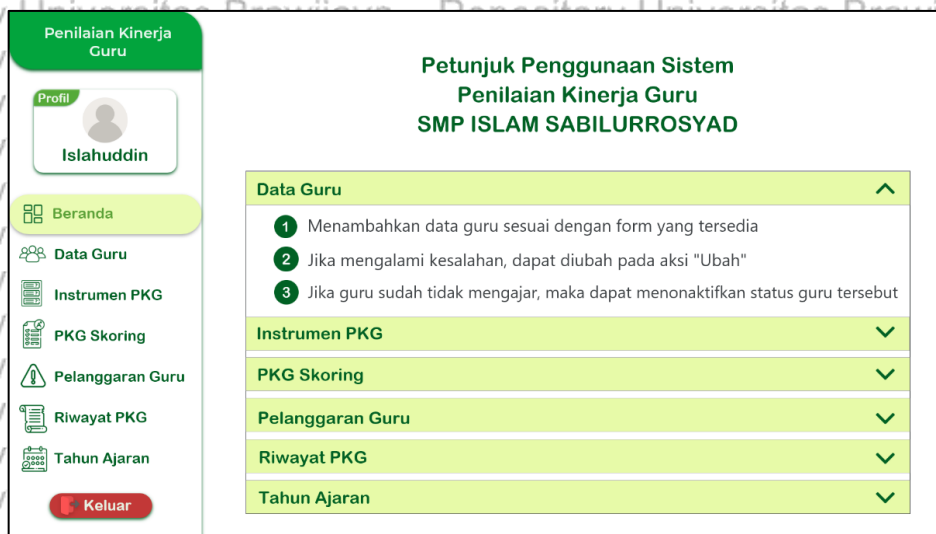 Penilaian Kinerja
Guru
Profil
Islahuddin
Beranda
Data Guru
Instrumen PKG
PKG Skoring
Pelanggaran Guru
Riwayat PKG
Tahun Ajaran
Keluar
Petunjuk Penggunaan Sistem
Penilaian Kinerja Guru
SMP ISLAM SABILURROSYAD
Data Guru
1 Menambahkan data guru sesuai dengan form yang tersedia
2 Jika mengalami kesalahan, dapat diubah pada aksi "Ubah"
3 Jika guru sudah tidak mengajar, maka dapat menonaktifkan status guru tersebut
Instrumen PKG
PKG Skoring
Pelanggaran Guru
Riwayat PKG
Tahun Ajaran